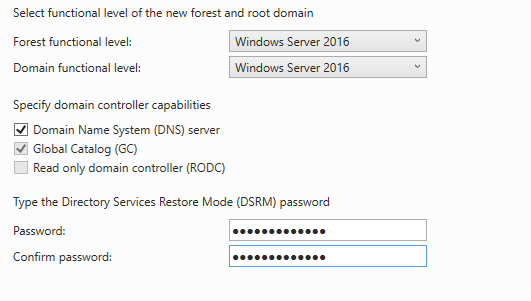 Select functional level of the new forest and root domain
Forest functional level: Windows Server 2016
Domain functional level: Windows Server 2016
Specify domain controller capabilities
Domain Name System (DNS) server
Global Catalog (GC)
Read only domain controller (RODC)
Type the Directory Services Restore Mode (DSRM) password
Password: •••••••••••••
Confirm password: •••••••••••••